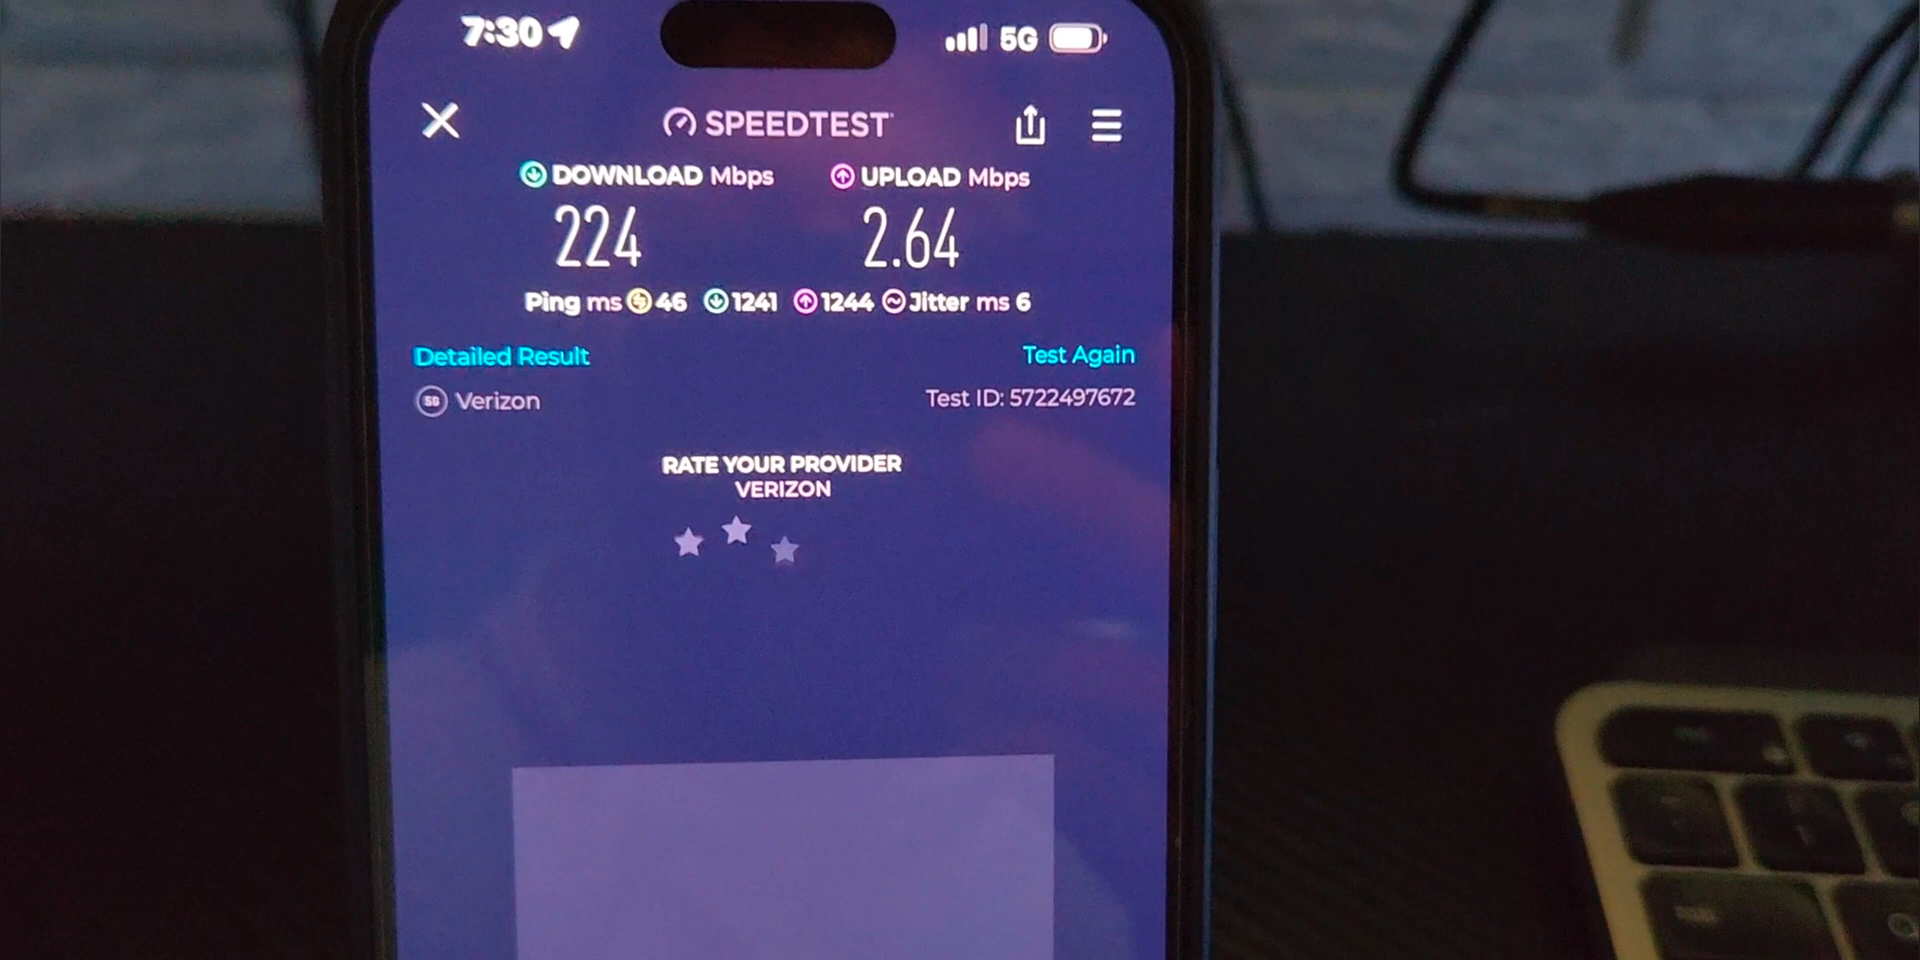 7:30 5G
SPEEDTEST
DOWNLOAD Mbps UPLOAD Mbps
224 2.64
Ping ms 46 1241 1244 Jitter ms 6
Detailed Result Test Again
5G Verizon Test ID: 5722497672
RATE YOUR PROVIDER
VERIZON